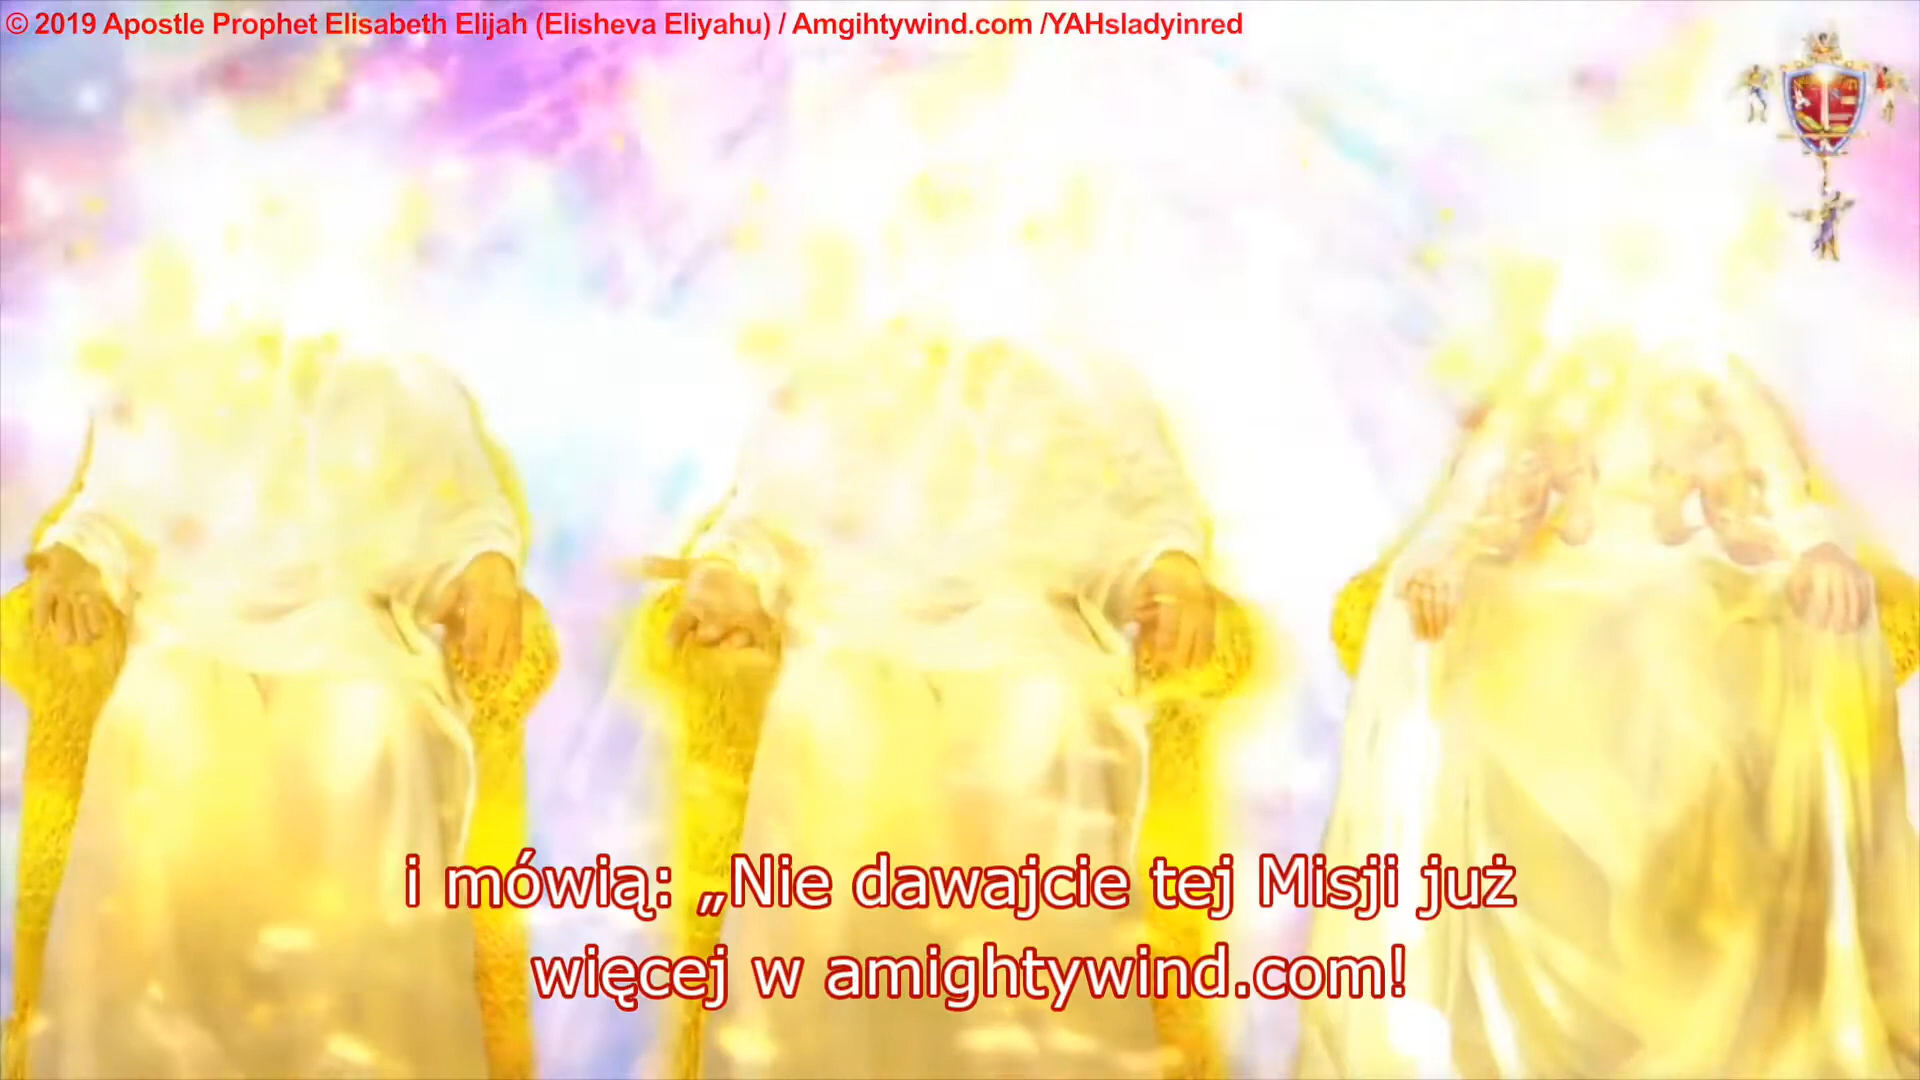 © 2019 Apostle Prophet Elisabeth Elijah (Elisheva Eliyahu) / Amgihtywind.com /YAHsladyinred
i mówią: „Nie dawajcie tej Misji już
więcej w amightywind.com!